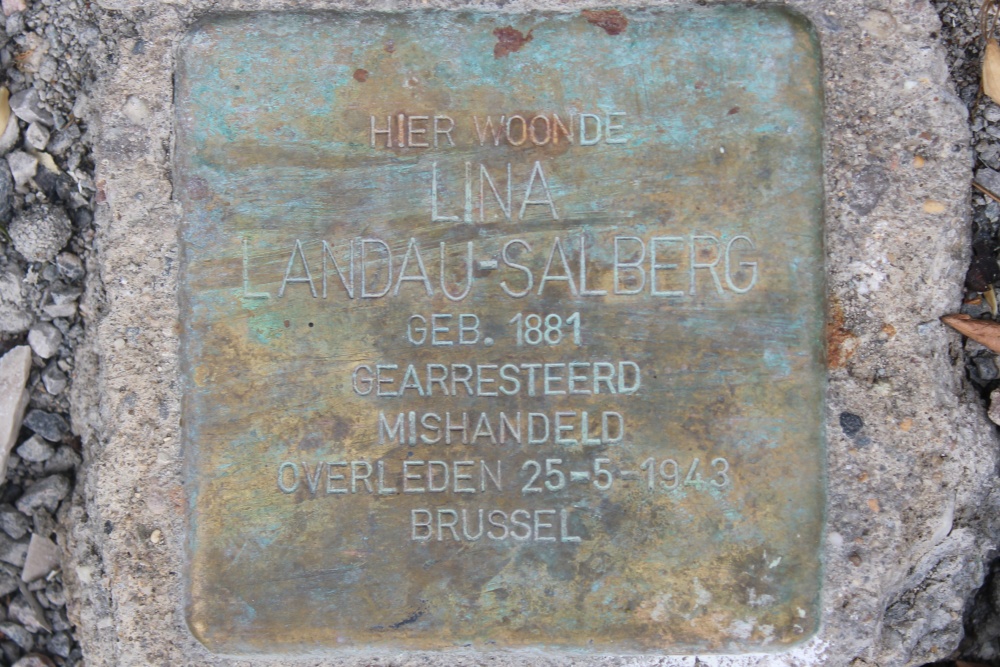 HIER WOONDE
LINA
LANDAU-SALBERG
GEB. 1881
GEARRESTEERD
MISHANDELD
OVERLEDEN 25-5-1943
BRUSSEL